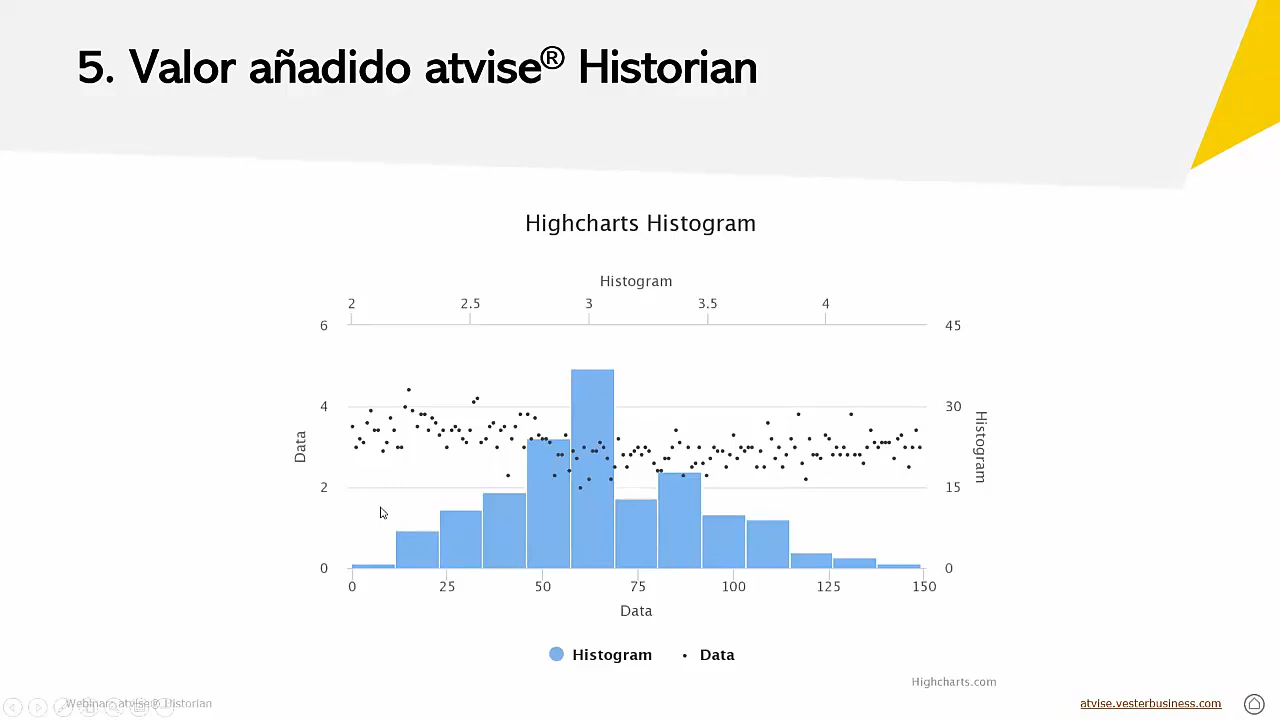 5. Valor añadido atvise® Historian
Highcharts Histogram
Histogram
2 2.5 3 3.5 4
6 45
4 30
Data Histogram
2 15
0 0
0 25 50 75 100 125 150
Data
Histogram Data
Highcharts.com
Webinar: atvise® Historian
atvise.vesterbusiness.com